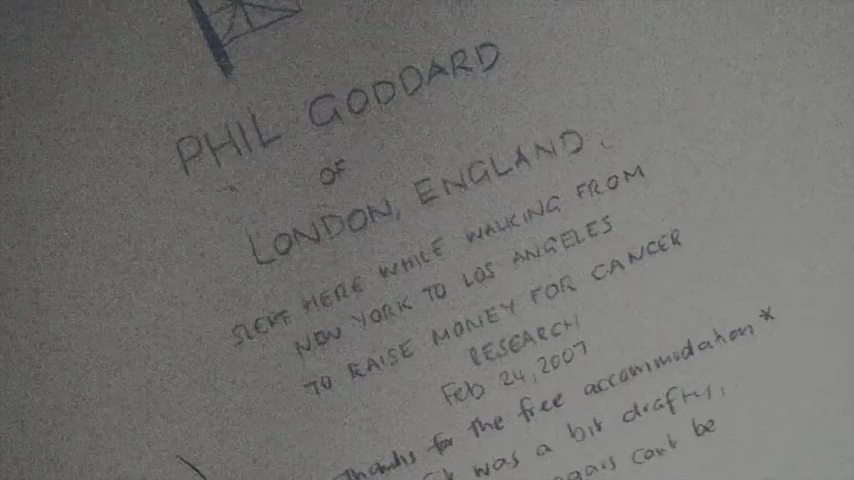 PHIL GODDARD
OF
LONDON, ENGLAND.
SLEPT HERE WHILE WALKING FROM
NEW YORK TO LOS ANGELES
TO RAISE MONEY FOR CANCER
RESEARCH
Feb 24, 2007
Thanks for the free accommodation*
It was a bit drafty,
can't be